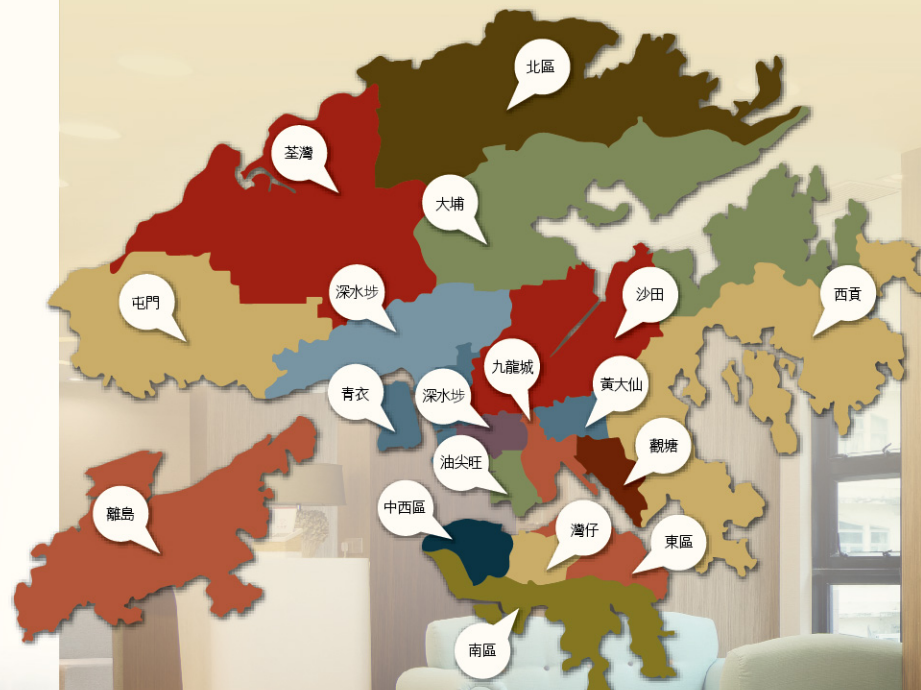 北區
荃灣
大埔
屯門
深水埗
沙田
西貢
九龍城
黃大仙
青衣
深水埗
觀塘
油尖旺
離島
中西區
灣仔
東區
南區